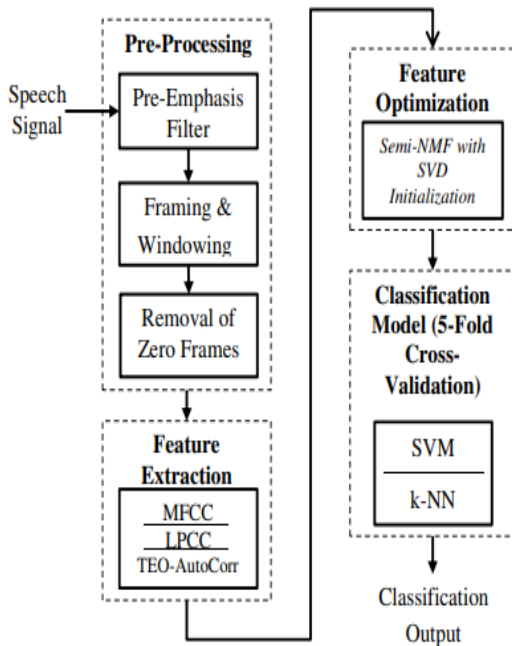 Pre-Processing
Speech
Signal
Pre-Emphasis
Filter
Framing &
Windowing
Removal of
Zero Frames
Feature
Extraction
MFCC
LPCC
TEO-AutoCorr
Feature
Optimization
Semi-NMF with
SVD
Initialization
Classification
Model (5-Fold
Cross-
Validation)
SVM
k-NN
Classification
Output